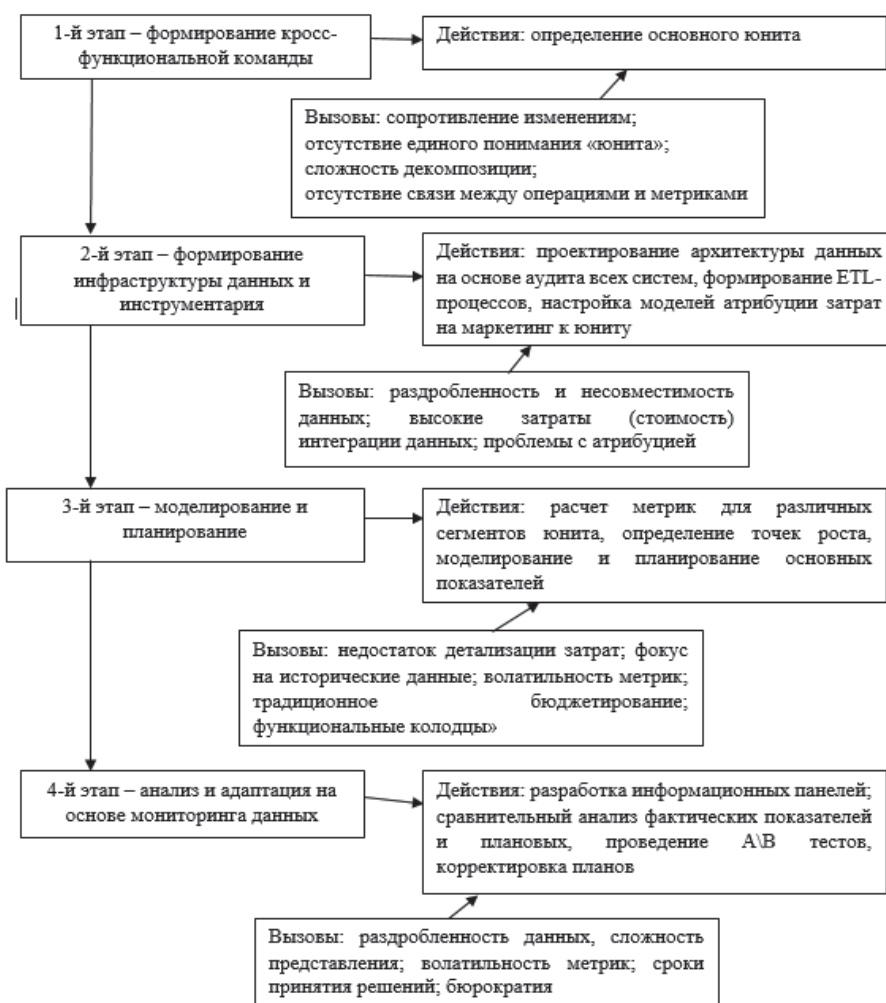 1-й этап – формирование кросс-
функциональной команды
Действия: определение основного юнита
Вызовы: сопротивление изменениям;
отсутствие единого понимания «юнита»;
сложность декомпозиции;
отсутствие связи между операциями и метриками
2-й этап – формирование
инфраструктуры данных и
инструментария
Действия: проектирование архитектуры данных
на основе аудита всех систем, формирование ETL-
процессов, настройка моделей атрибуции затрат
на маркетинг к юниту
Вызовы: раздробленность и несовместимость
данных; высокие затраты (стоимость)
интеграции данных; проблемы с атрибуцией
3-й этап – моделирование и
планирование
Действия: расчет метрик для различных
сегментов юнита, определение точек роста,
моделирование и планирование основных
показателей
Вызовы: недостаток детализации затрат; фокус
на исторические данные; волатильность метрик;
традиционное бюджетирование;
функциональные колодцы»
4-й этап – анализ и адаптация на
основе мониторинга данных
Действия: разработка информационных панелей;
сравнительный анализ фактических показателей
и плановых, проведение А\В тестов,
корректировка планов
Вызовы: раздробленность данных, сложность
представления; волатильность метрик; сроки
принятия решений; бюрократия